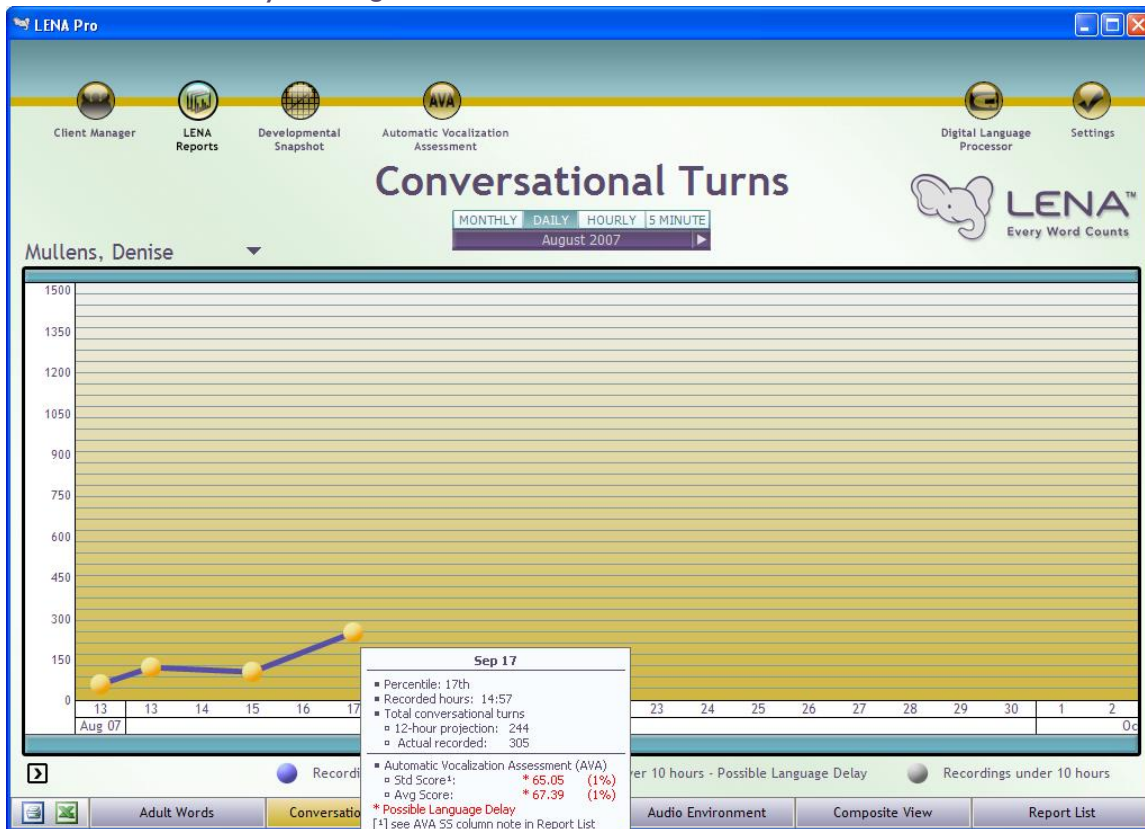 LENA Pro
Client Manager
LENA Reports
Developmental Snapshot
AVA
Automatic Vocalization Assessment
Digital Language Processor
Settings
Conversational Turns
MONTHLY DAILY HOURLY 5 MINUTE
August 2007
LENA™
Every Word Counts
Mullens, Denise
1500
1350
1200
1050
900
750
600
450
300
150
0
13 13 14 15 16 17 23 24 25 26 27 28 29 30 1 2
Aug 07 Oc
Sep 17
Percentile: 17th
Recorded hours: 14:57
Total conversational turns
12-hour projection: 244
Actual recorded: 305
Automatic Vocalization Assessment (AVA)
Std Score¹: * 65.05 (1%)
Avg Score: * 67.39 (1%)
* Possible Language Delay
[¹] see AVA SS column note in Report List
Recordi
er 10 hours - Possible Language Delay
Recordings under 10 hours
Adult Words
Conversatio
Audio Environment
Composite View
Report List